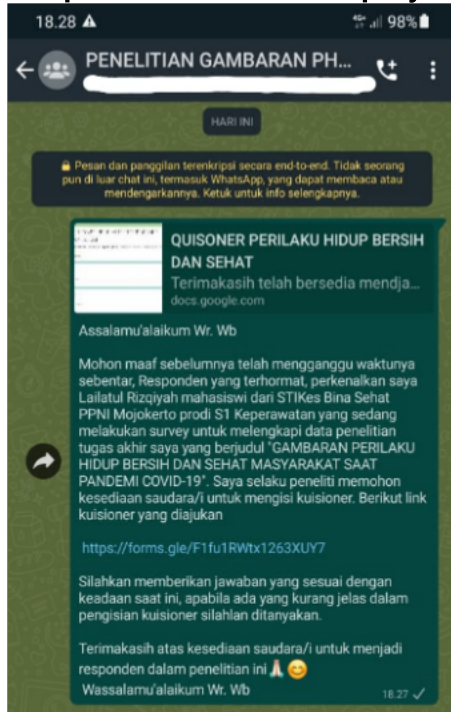 18.28
98%
PENELITIAN GAMBARAN PH...
HARI INI
Pesan dan panggilan terenkripsi secara end-to-end. Tidak seorang
pun di luar chat ini, termasuk WhatsApp, yang dapat membaca atau
mendengarkannya. Ketuk untuk info selengkapnya.
QUISONER PERILAKU HIDUP BERSIH
DAN SEHAT
Terimakasih telah bersedia mendja...
docs.google.com
Assalamu'alaikum Wr. Wb
Mohon maaf sebelumnya telah mengganggu waktunya
sebentar, Responden yang terhormat, perkenalkan saya
Lailatul Rizqiyah mahasiswi dari STIKes Bina Sehat
PPNI Mojokerto prodi S1 Keperawatan yang sedang
melakukan survey untuk melengkapi data penelitian
tugas akhir saya yang berjudul "GAMBARAN PERILAKU
HIDUP BERSIH DAN SEHAT MASYARAKAT SAAT
PANDEMI COVID-19". Saya selaku peneliti memohon
kesediaan saudara/i untuk mengisi kuisioner. Berikut link
kuisioner yang diajukan
https://forms.gle/F1fu1RWtx1263XUY7
Silahkan memberikan jawaban yang sesuai dengan
keadaan saat ini, apabila ada yang kurang jelas dalam
pengisian kuisioner silahlan ditanyakan.
Terimakasih atas kesediaan saudara/i untuk menjadi
responden dalam penelitian ini🙏🏻😊
Wassalamu'alaikum Wr. Wb
18.27